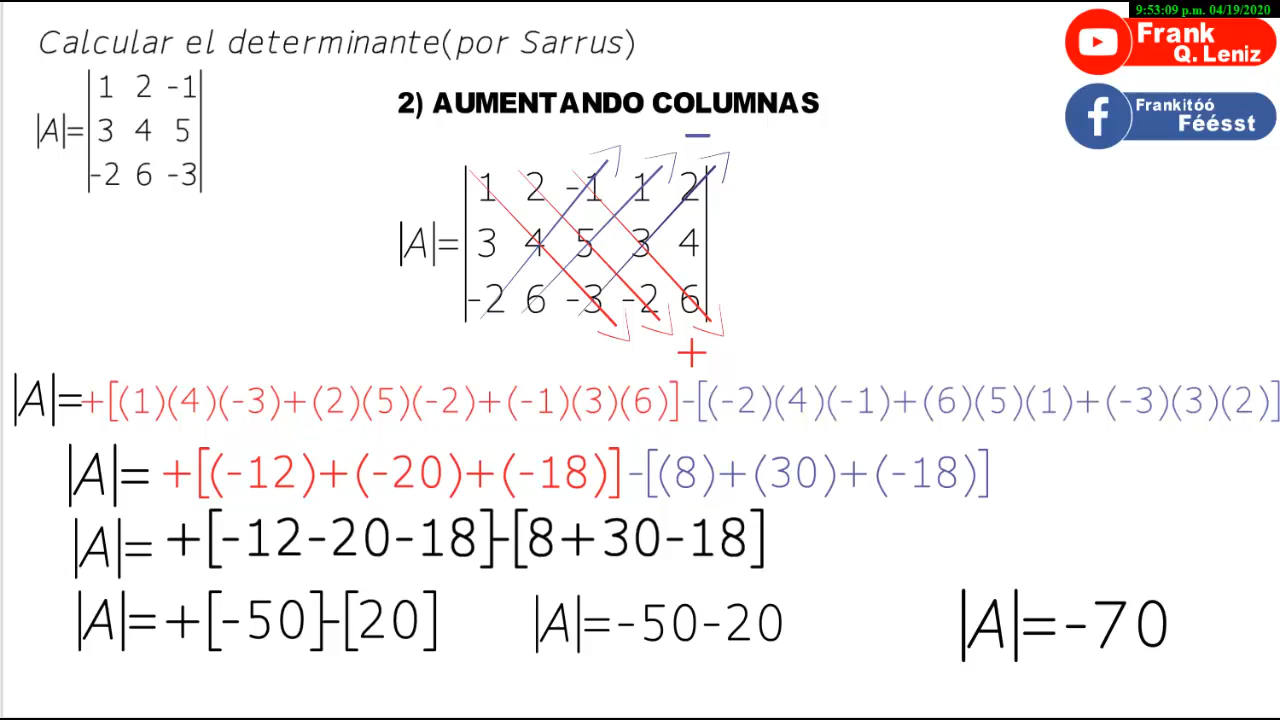 9:53:09 p.m. 04/19/2020
Frank
Q. Leniz
Calcular el determinante(por Sarrus)
1 2 -1
|A|= 3 4 5
-2 6 -3
2) AUMENTANDO COLUMNAS
Frankitóó
Féésst
−
1 2 -1 1 2
|A|= 3 4 5 3 4
-2 6 -3 -2 6
+
|A|=+[(1)(4)(-3)+(2)(5)(-2)+(-1)(3)(6)]-[(-2)(4)(-1)+(6)(5)(1)+(-3)(3)(2)]
|A|= +[(-12)+(-20)+(-18)]-[(8)+(30)+(-18)]
|A|= +[-12-20-18]-[8+30-18]
|A|=+[-50]-[20] |A|=-50-20 |A|=-70